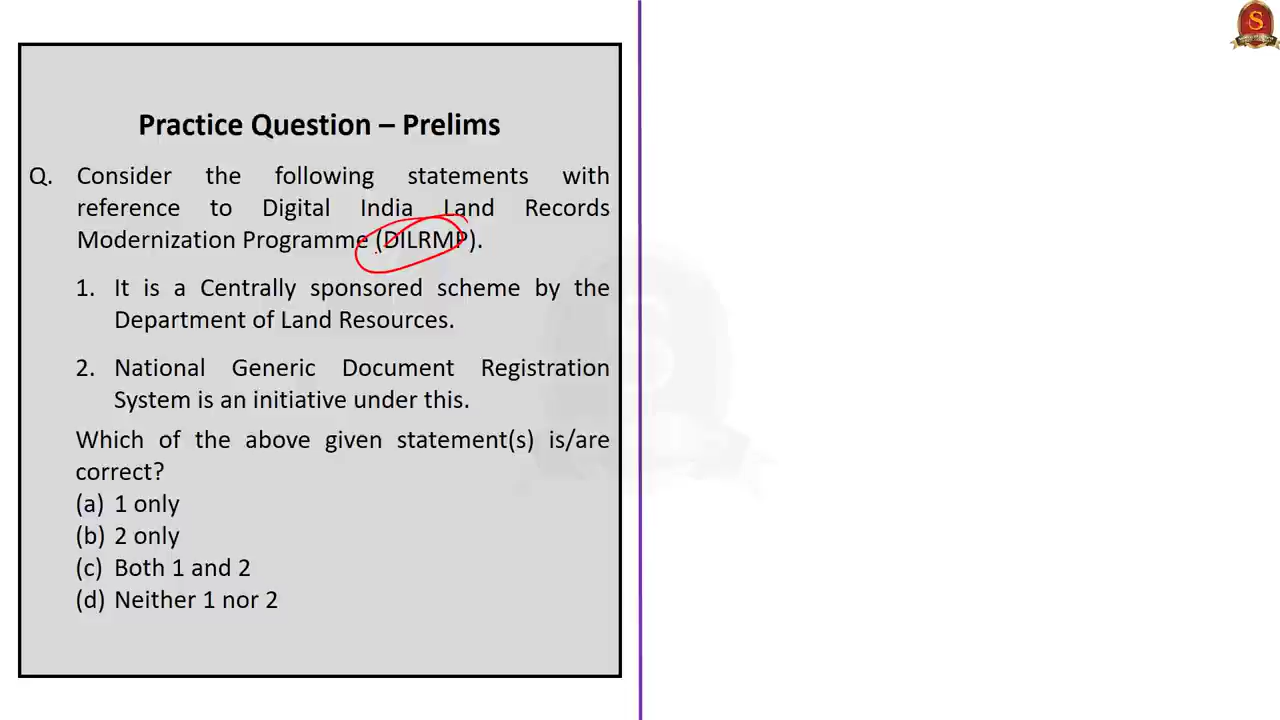 S
Practice Question – Prelims
Q. Consider the following statements with
reference to Digital India Land Records
Modernization Programme (DILRMP).
1. It is a Centrally sponsored scheme by the
Department of Land Resources.
2. National Generic Document Registration
System is an initiative under this.
Which of the above given statement(s) is/are
correct?
(a) 1 only
(b) 2 only
(c) Both 1 and 2
(d) Neither 1 nor 2